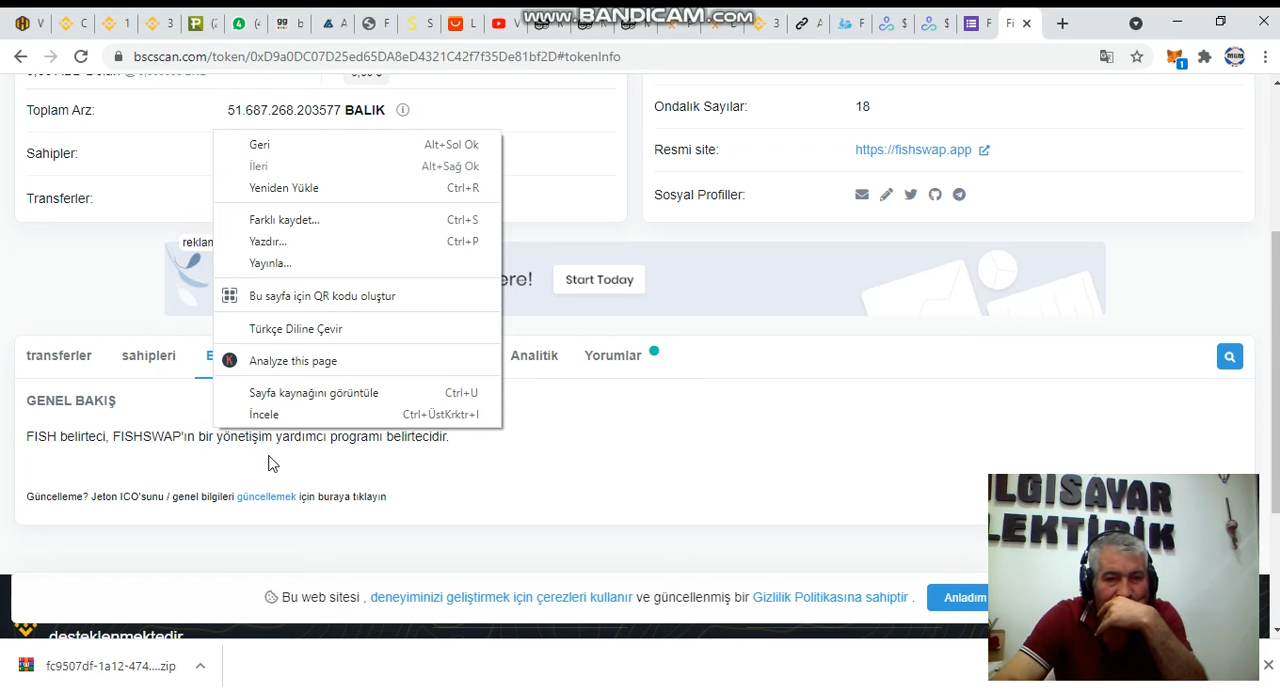 www.BANDICAM.com
bscscan.com/token/0xD9a0DC07D25ed65DA8eD4321C42f7f35De81bf2D#tokenInfo
Toplam Arz: 51.687.268.203577 BALIK
Ondalık Sayılar: 18
Sahipler:
Resmi site: https://fishswap.app
Transferler:
Sosyal Profiller:
Geri Alt+Sol Ok
İleri Alt+Sağ Ok
Yeniden Yükle Ctrl+R
Farklı kaydet... Ctrl+S
Yazdır... Ctrl+P
Yayınla...
Bu sayfa için QR kodu oluştur
Türkçe Diline Çevir
Analyze this page
Sayfa kaynağını görüntüle Ctrl+U
İncele Ctrl+ÜstKrktr+I
reklam
ere! Start Today
transferler sahipleri Analitik Yorumlar
GENEL BAKIŞ
FISH belirteci, FISHSWAP'ın bir yönetişim yardımcı programı belirtecidir.
Güncelleme? Jeton ICO'sunu / genel bilgileri güncellemek için buraya tıklayın
Bu web sitesi , deneyiminizi geliştirmek için çerezleri kullanır ve güncellenmiş bir Gizlilik Politikasına sahiptir . Anladım
desteklenmektedir
ILGISAYAR
LEKTİRİK
fc9507df-1a12-474....zip